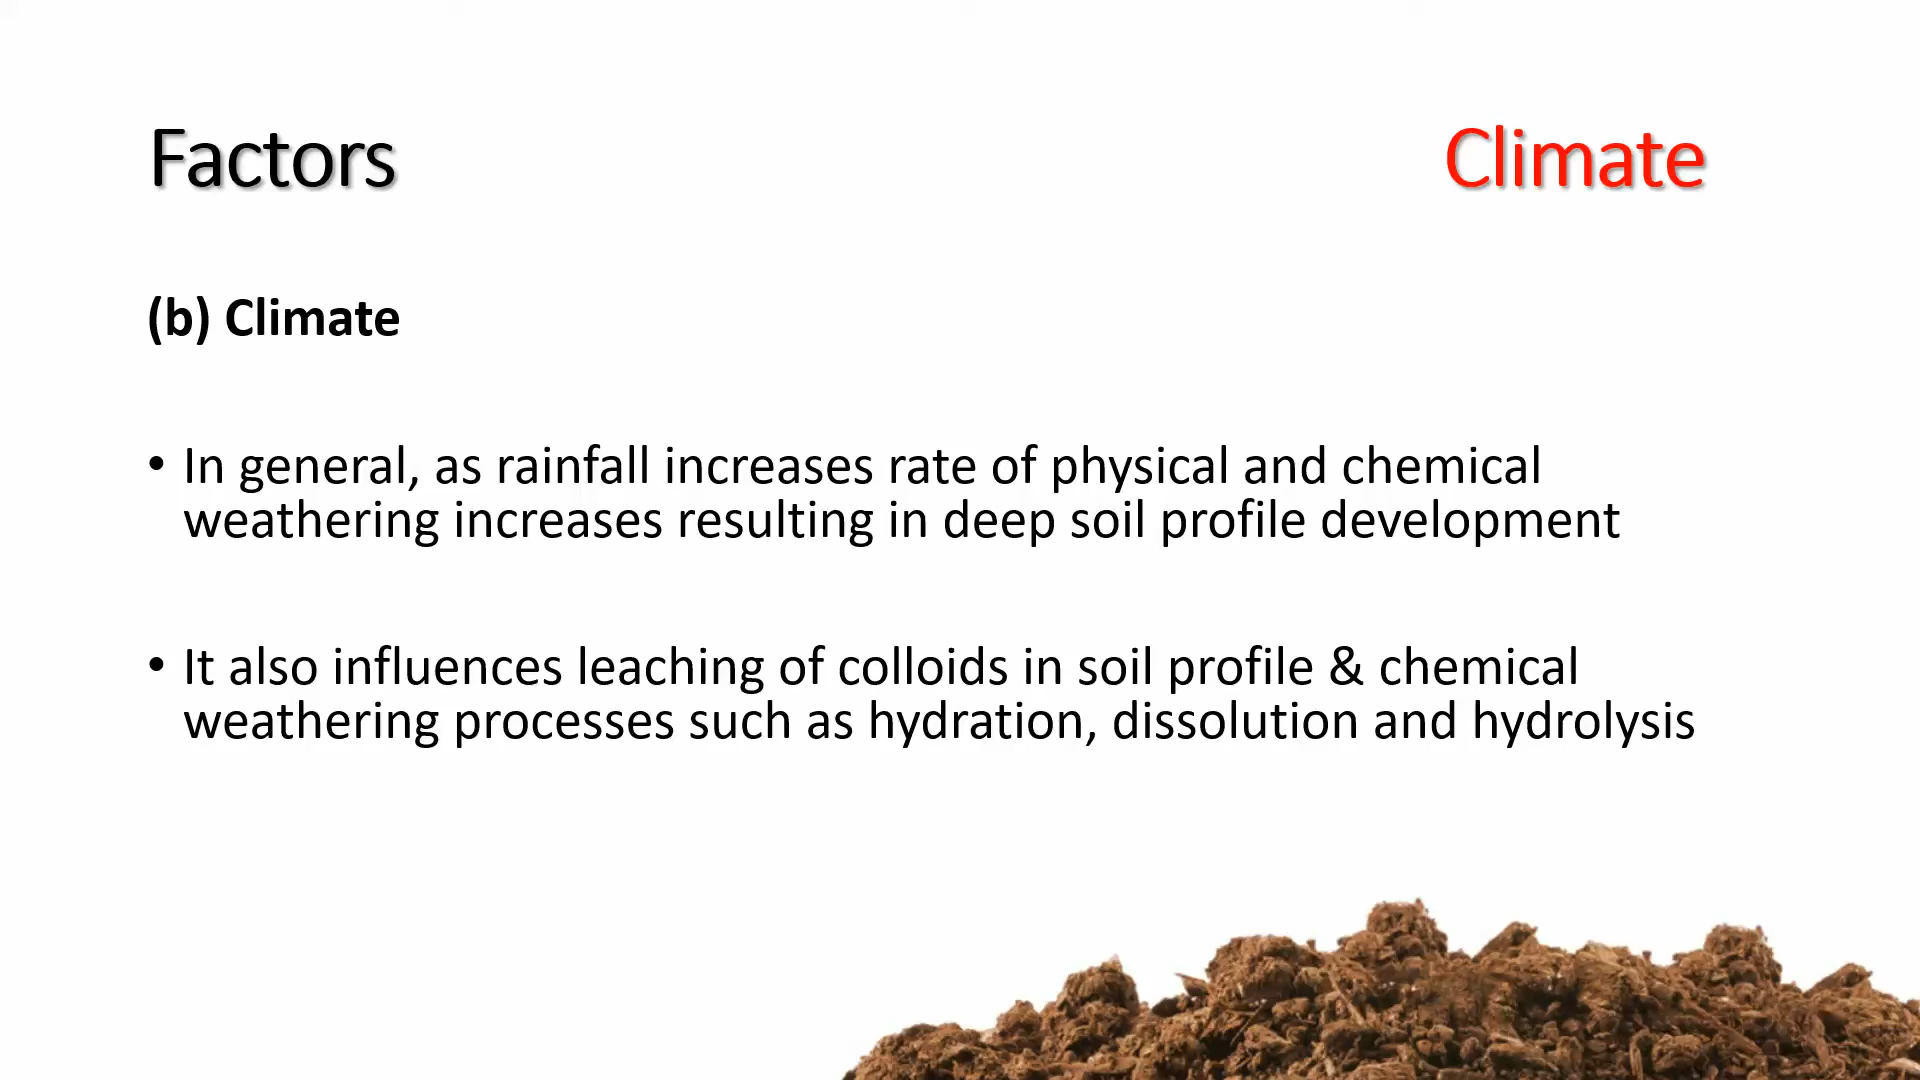 Factors
Climate
(b) Climate
• In general, as rainfall increases rate of physical and chemical
weathering increases resulting in deep soil profile development
• It also influences leaching of colloids in soil profile & chemical
weathering processes such as hydration, dissolution and hydrolysis